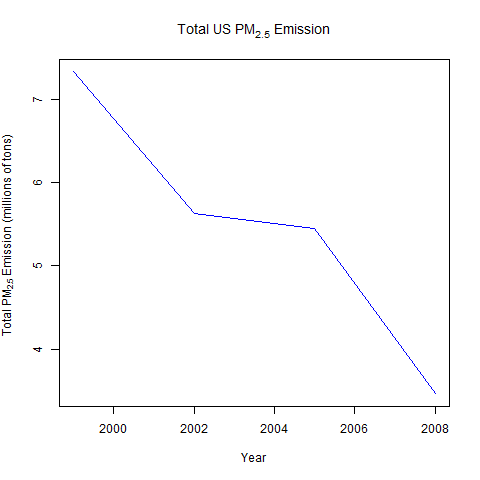 Total US PM2.5 Emission
Total PM2.5 Emission (millions of tons)
7
6
5
4
2000 2002 2004 2006 2008
Year